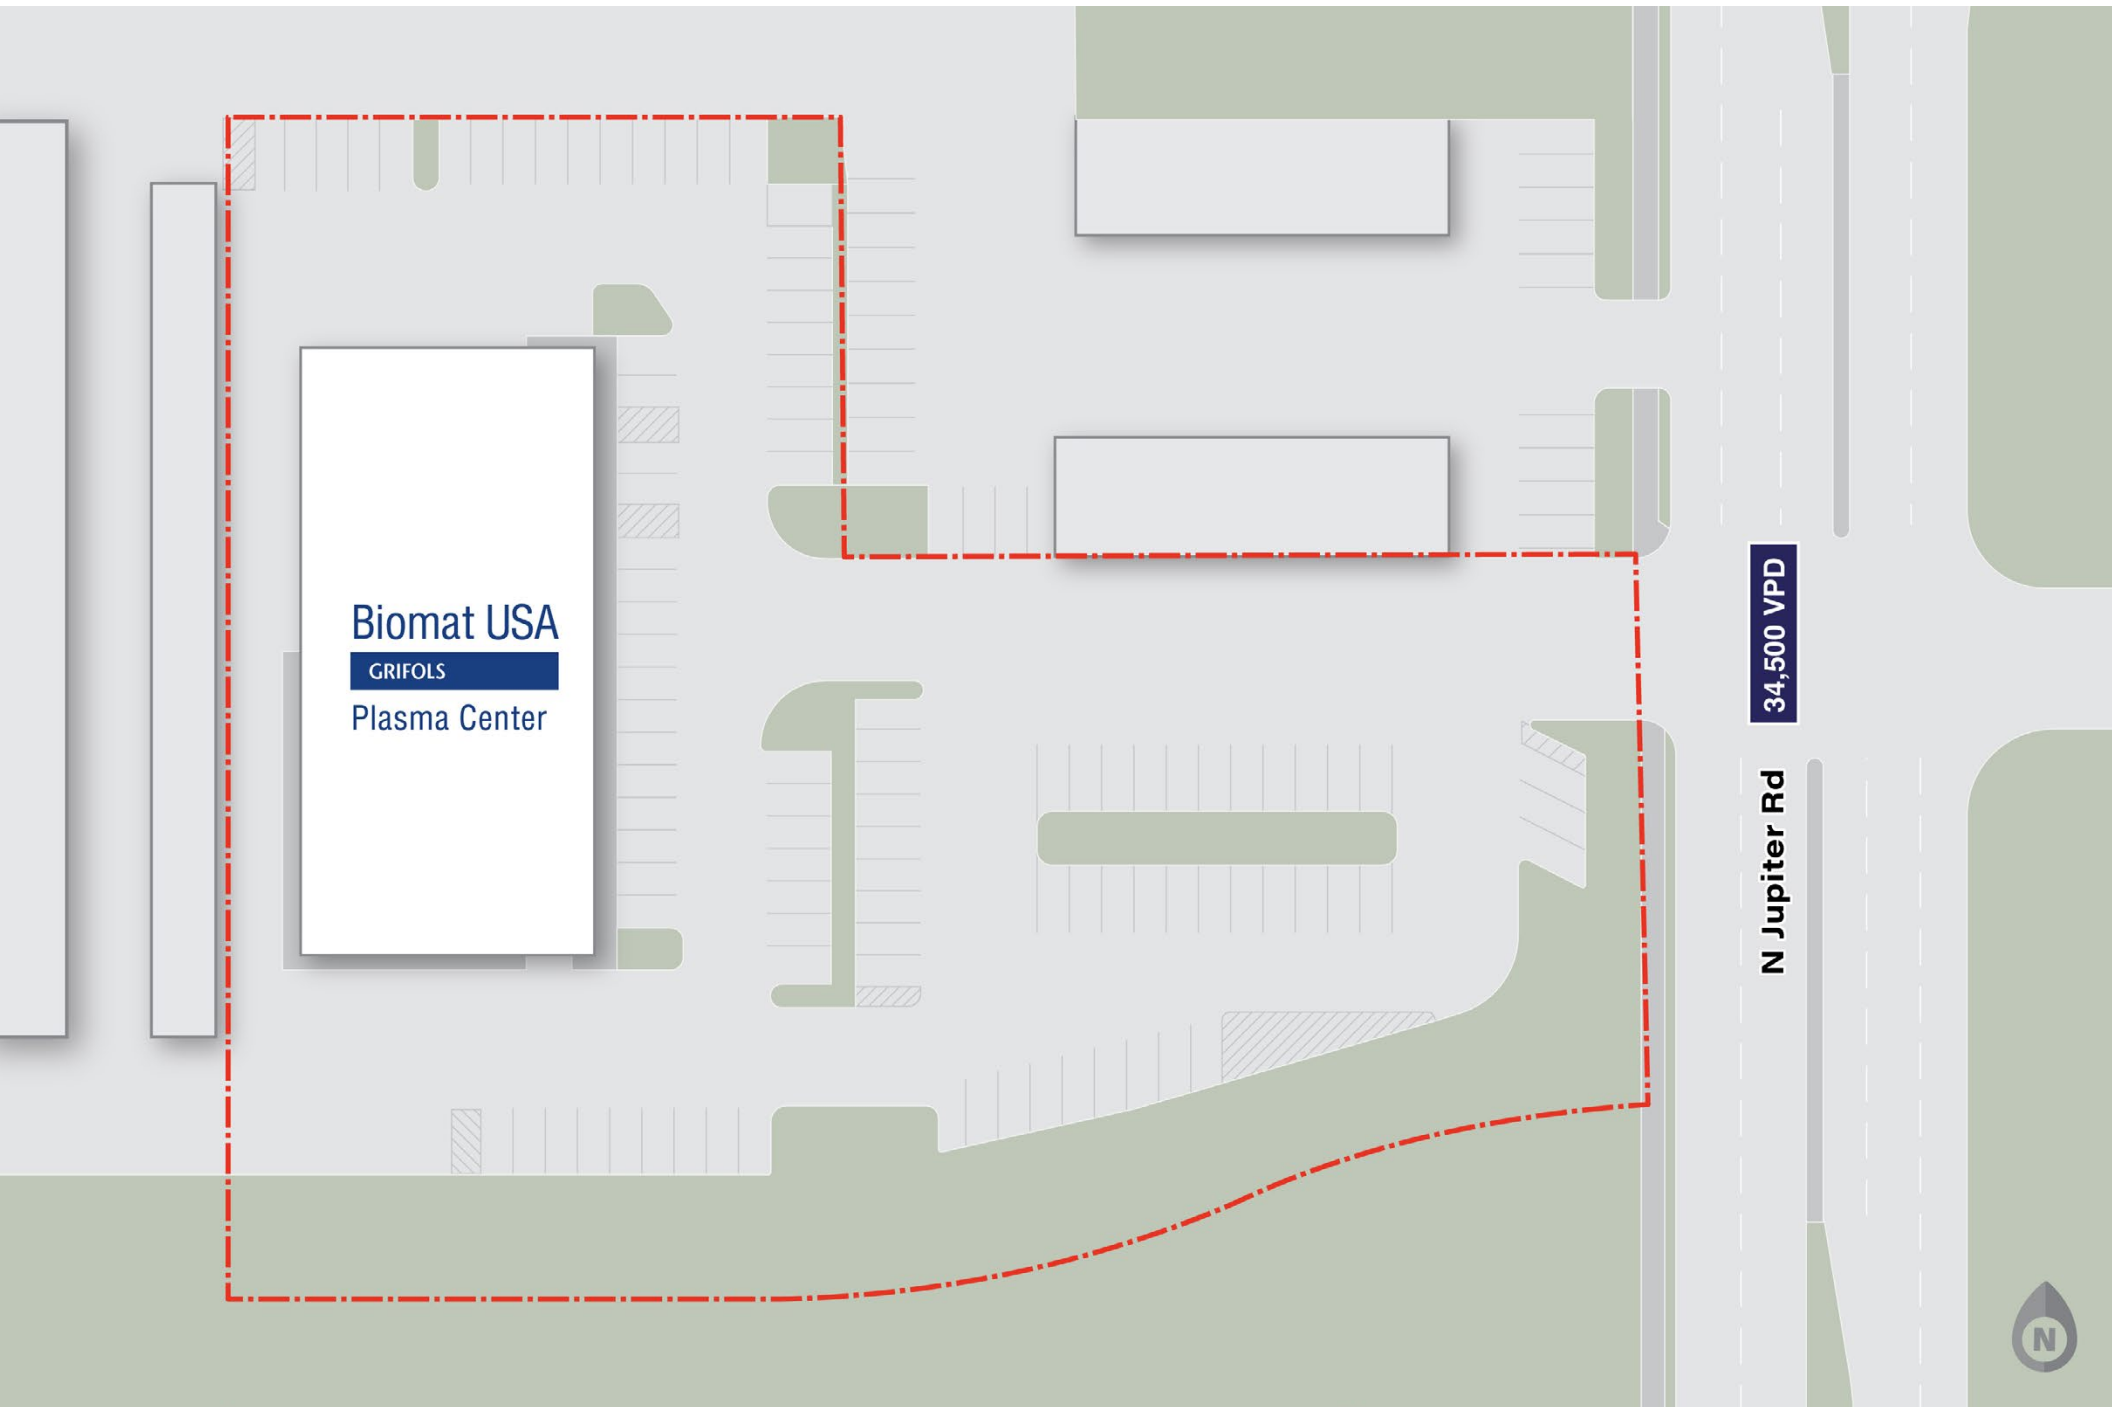 Biomat USA
GRIFOLS
Plasma Center
34,500 VPD
N Jupiter Rd
N